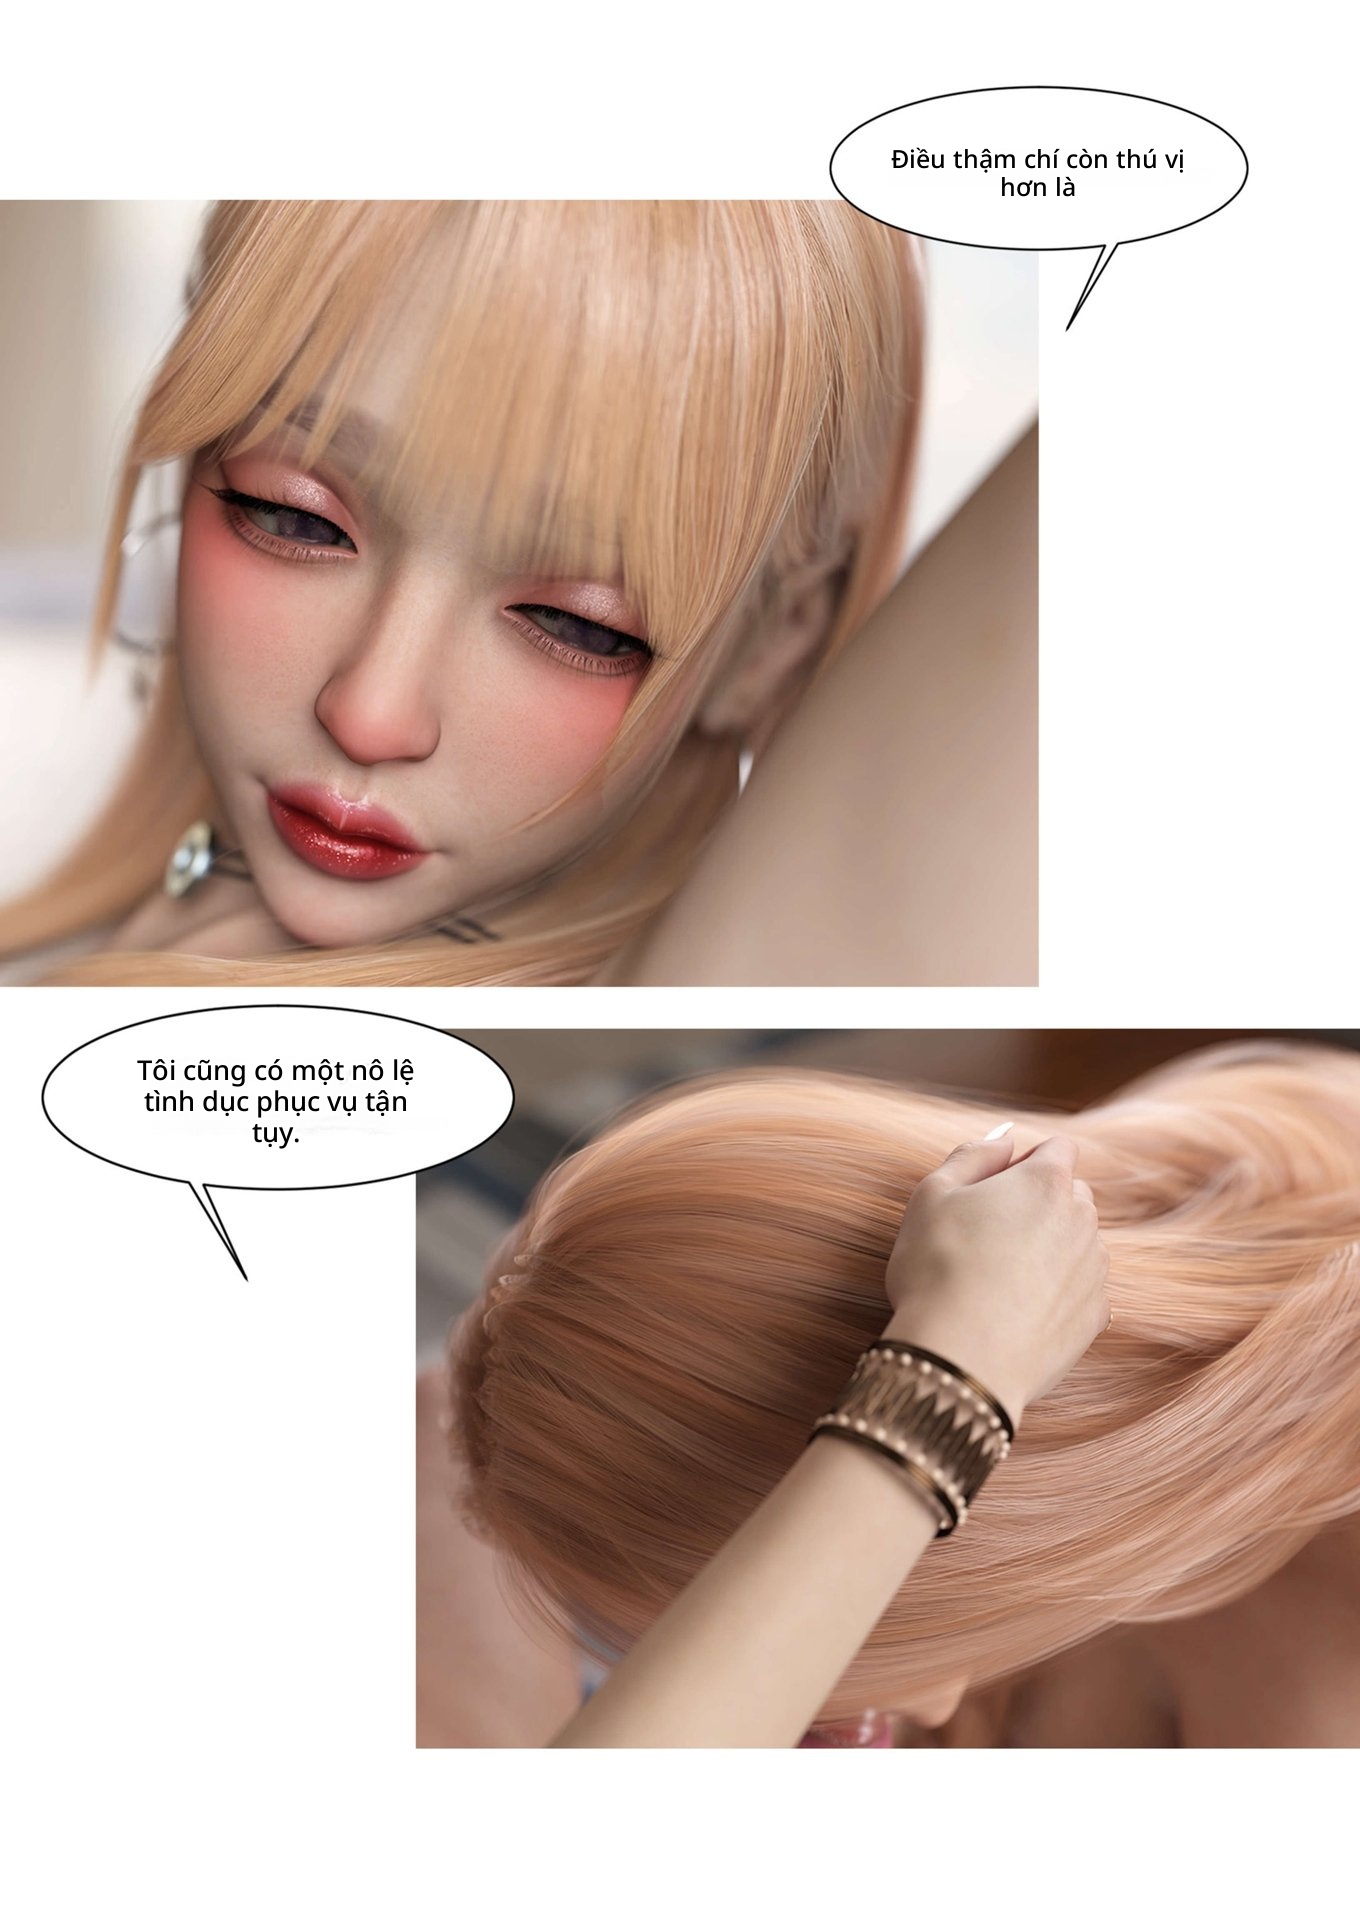 Điều thậm chí còn thú vị
hơn là
Tôi cũng có một nô lệ
tình dục phục vụ tận
tụy.